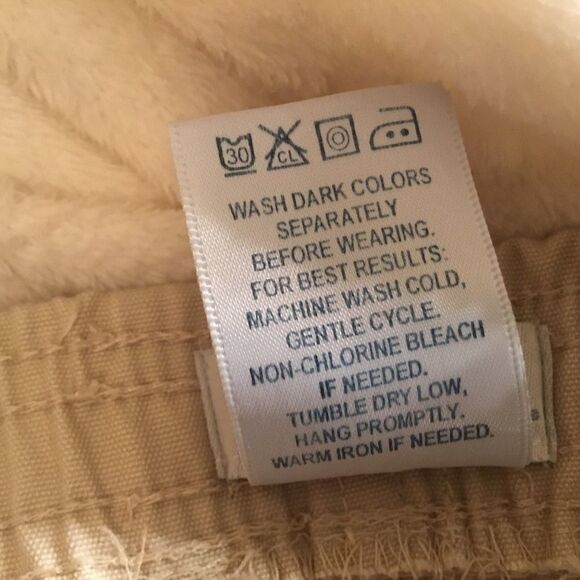 30 CL
WASH DARK COLORS
SEPARATELY
BEFORE WEARING.
FOR BEST RESULTS:
MACHINE WASH COLD,
GENTLE CYCLE.
NON-CHLORINE BLEACH
IF NEEDED.
TUMBLE DRY LOW,
HANG PROMPTLY.
WARM IRON IF NEEDED.